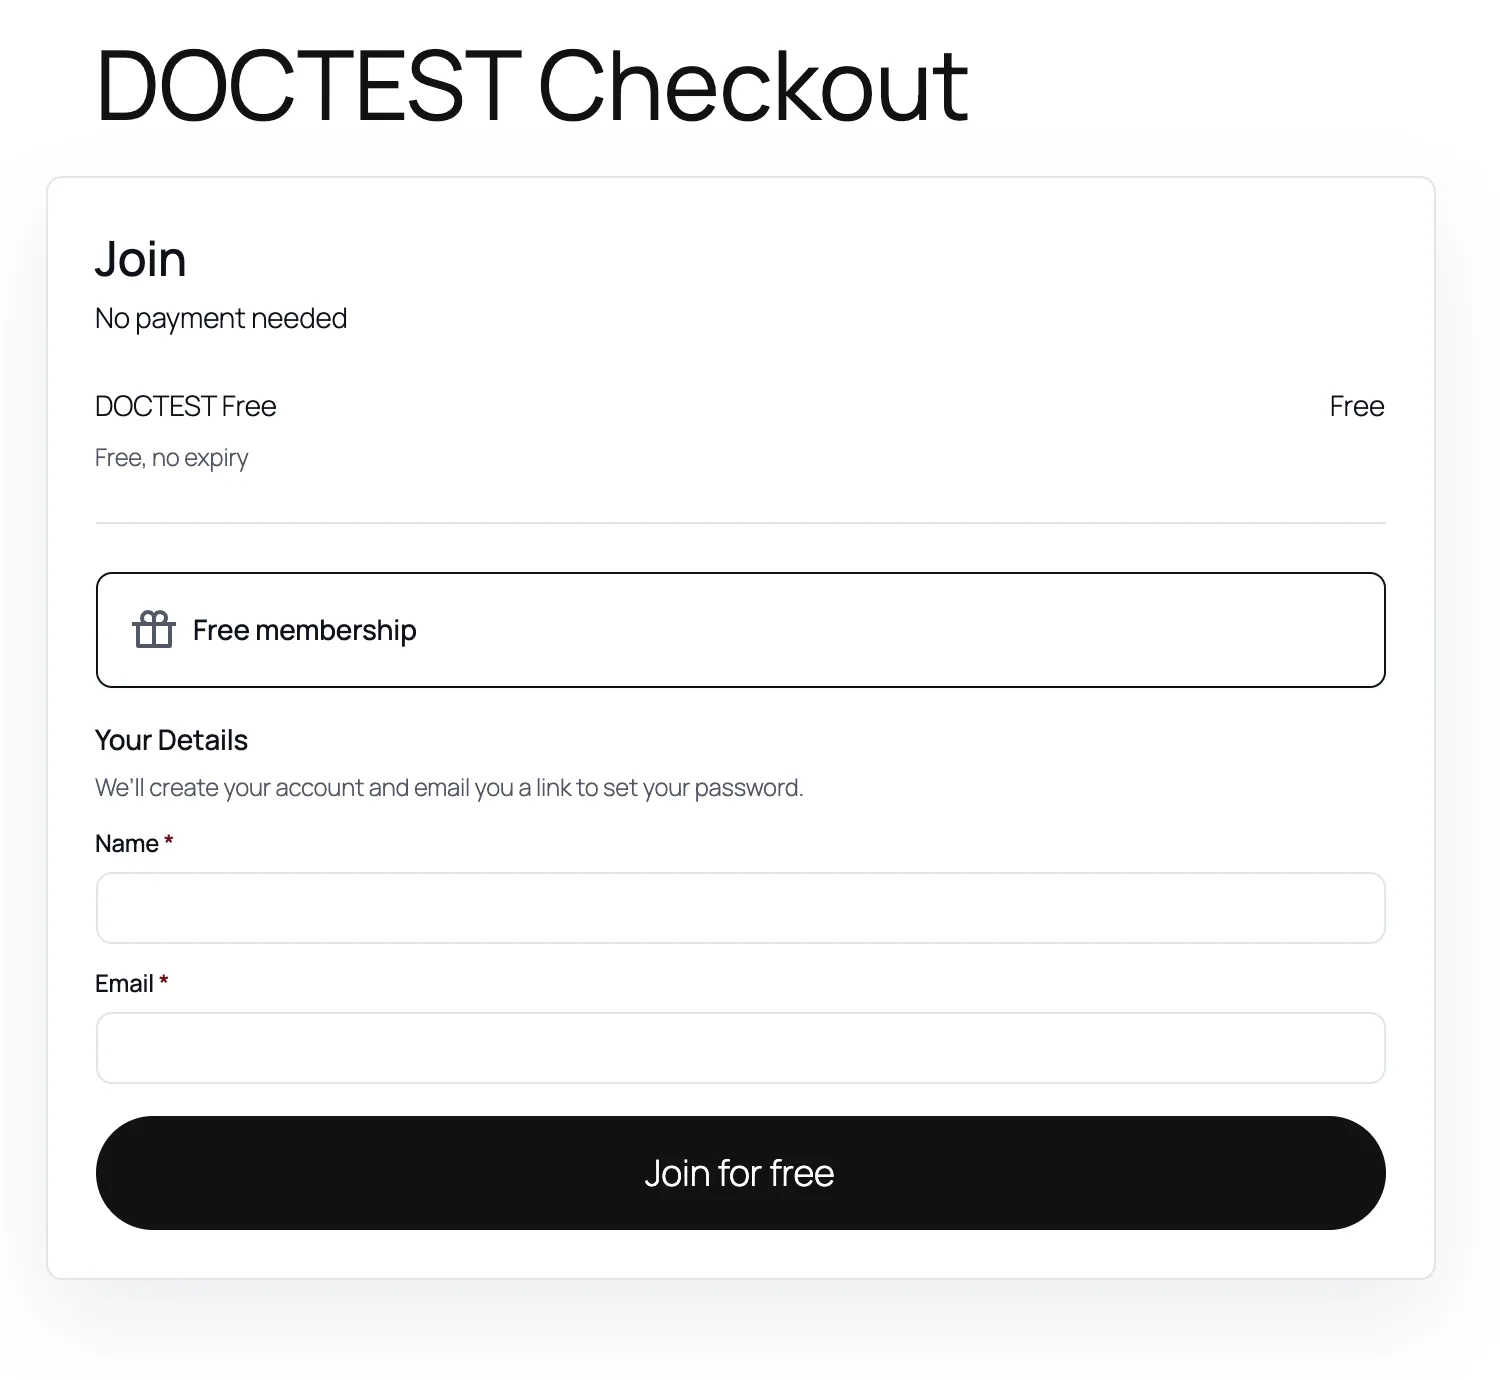 DOCTEST Checkout
Join
No payment needed
DOCTEST Free
Free
Free, no expiry
Free membership
Your Details
We'll create your account and email you a link to set your password.
Name *
Email *
Join for free